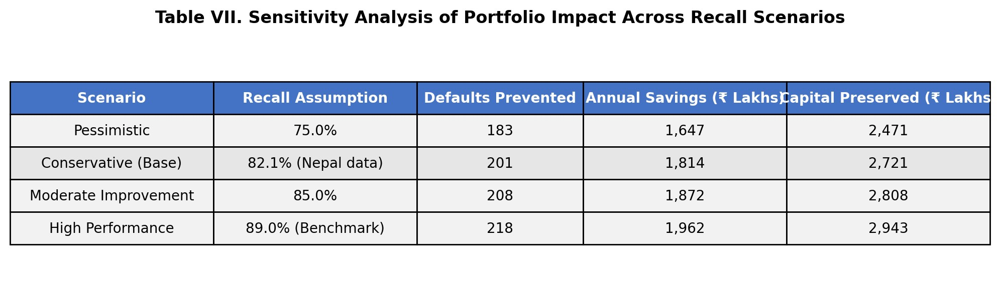 Table VII. Sensitivity Analysis of Portfolio Impact Across Recall Scenarios
Scenario Recall Assumption Defaults Prevented Annual Savings (₹ Lakhs) Capital Preserved (₹ Lakhs
Pessimistic 75.0% 183 1,647 2,471
Conservative (Base) 82.1% (Nepal data) 201 1,814 2,721
Moderate Improvement 85.0% 208 1,872 2,808
High Performance 89.0% (Benchmark) 218 1,962 2,943